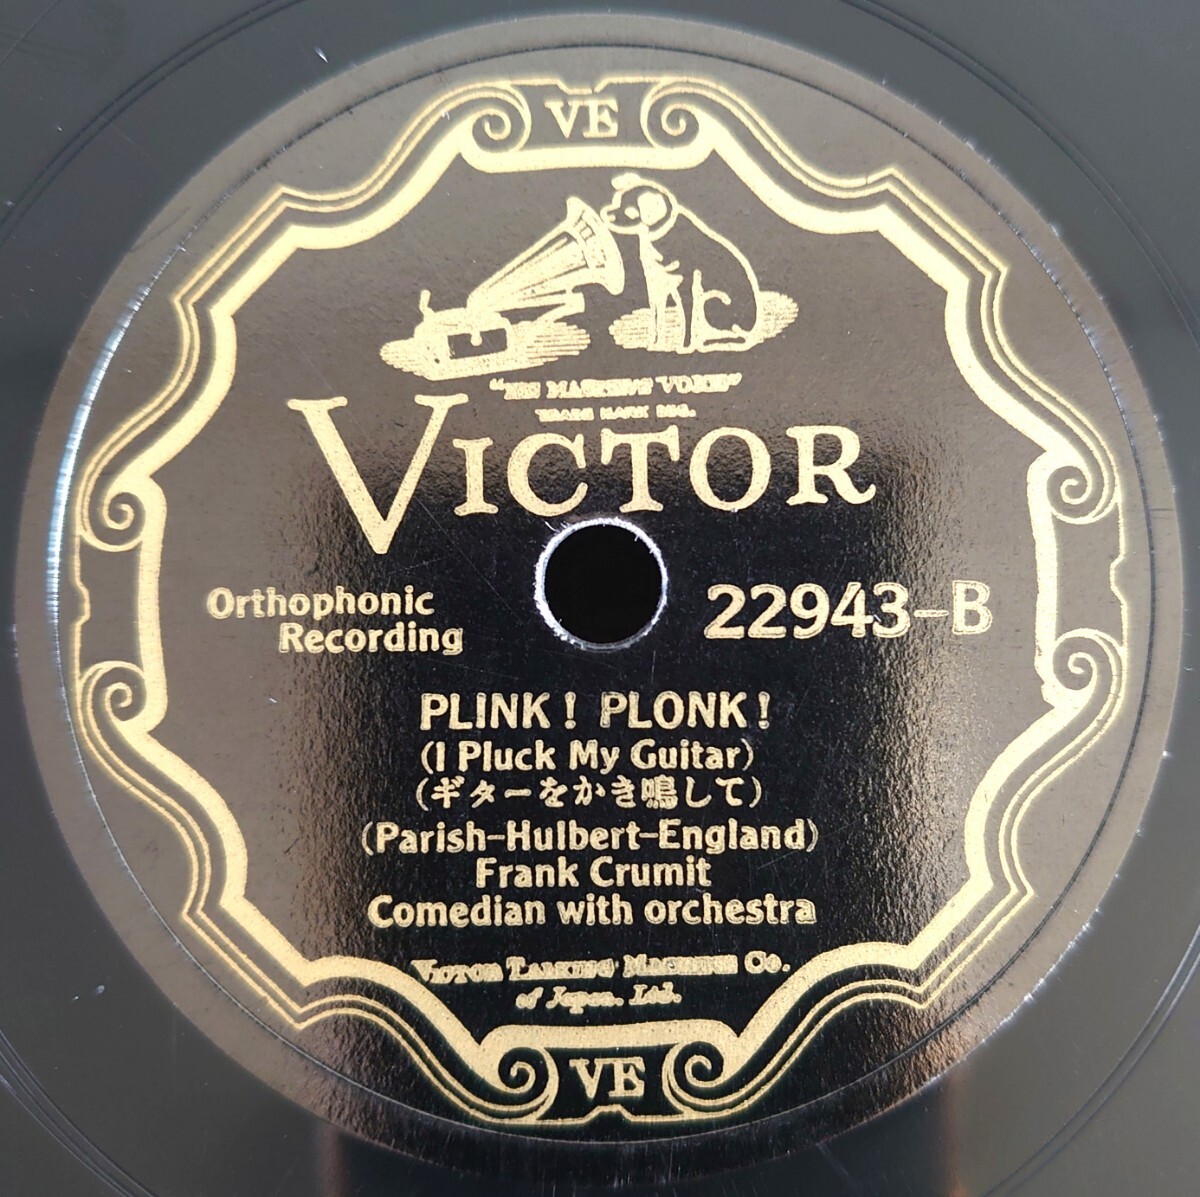 VE
"HIS MASTER'S VOICE"
TRADE MARK REG.
VICTOR
Orthophonic
Recording
22943-B
PLINK! PLONK!
(I Pluck My Guitar)
(ギターをかき鳴して)
(Parish-Hulbert-England)
Frank Crumit
Comedian with orchestra
VICTOR TALKING MACHINE CO.
of Japan. Ltd.
VE